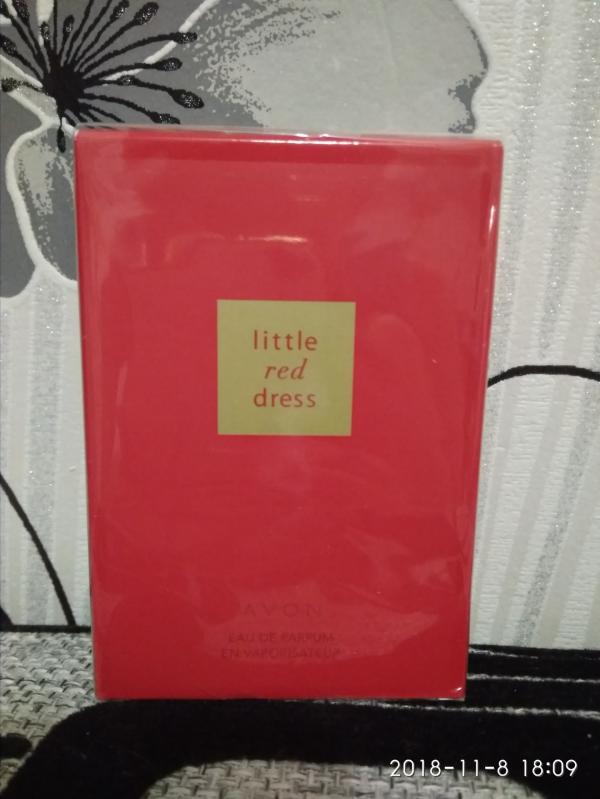 little
red
dress
AVON
EAU DE PARFUM
EN VAPORISATEUR
2018-11-8 18:09